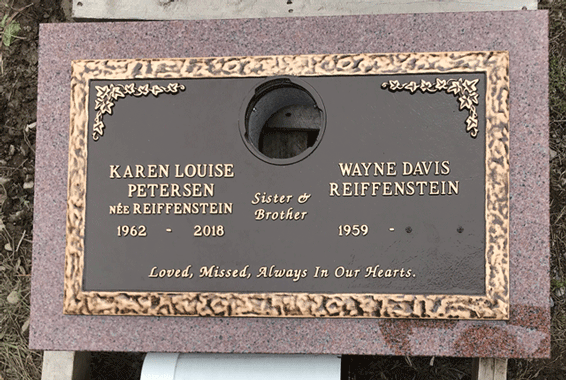 KAREN LOUISE
PETERSEN
NÉE REIFFENSTEIN
1962 - 2018
Sister &
Brother
WAYNE DAVIS
REIFFENSTEIN
1959 -
Loved, Missed, Always In Our Hearts.